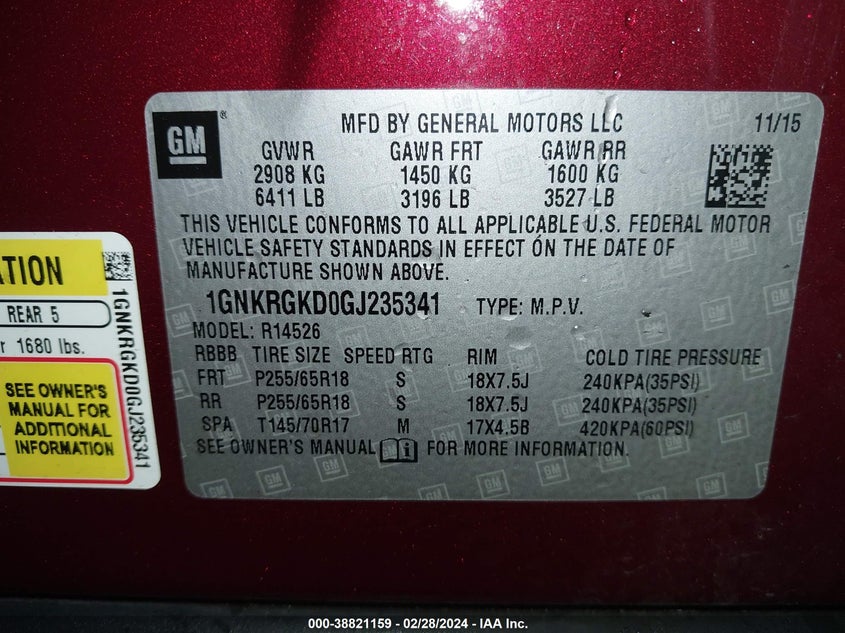 GM
MFD BY GENERAL MOTORS LLC 11/15
GVWR GAWR FRT GAWR RR
2908 KG 1450 KG 1600 KG
6411 LB 3196 LB 3527 LB
THIS VEHICLE CONFORMS TO ALL APPLICABLE U.S. FEDERAL MOTOR
VEHICLE SAFETY STANDARDS IN EFFECT ON THE DATE OF
MANUFACTURE SHOWN ABOVE.
1GNKRGKD0GJ235341 TYPE: M.P.V.
MODEL: R14526
RBBB TIRE SIZE SPEED RTG RIM COLD TIRE PRESSURE
FRT P255/65R18 S 18X7.5J 240KPA(35PSI)
RR P255/65R18 S 18X7.5J 240KPA(35PSI)
SPA T145/70R17 M 17X4.5B 420KPA(60PSI)
SEE OWNER'S MANUAL FOR MORE INFORMATION.
REAR 5
1680 lbs.
SEE OWNER'S
MANUAL FOR
ADDITIONAL
INFORMATION
1GNKRGKD0GJ235341
000-38821159 — 02/28/2024 — IAA Inc.